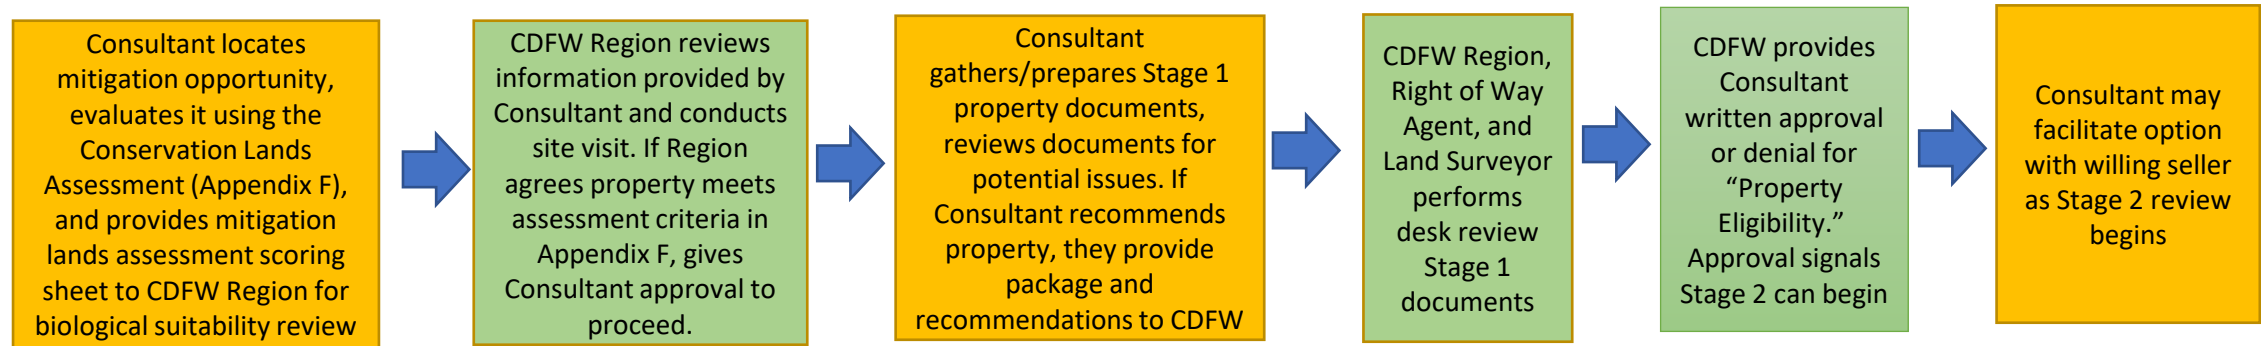 Consultant locates
mitigation opportunity,
evaluates it using the
Conservation Lands
Assessment (Appendix F),
and provides mitigation
lands assessment scoring
sheet to CDFW Region for
biological suitability review
CDFW Region reviews
information provided by
Consultant and conducts
site visit. If Region
agrees property meets
assessment criteria in
Appendix F, gives
Consultant approval to
proceed.
Consultant
gathers/prepares Stage 1
property documents,
reviews documents for
potential issues. If
Consultant recommends
property, they provide
package and
recommendations to CDFW
CDFW Region,
Right of Way
Agent, and
Land Surveyor
performs
desk review
Stage 1
documents
CDFW provides
Consultant
written approval
or denial for
“Property
Eligibility.”
Approval signals
Stage 2 can begin
Consultant may
facilitate option
with willing seller
as Stage 2 review
begins